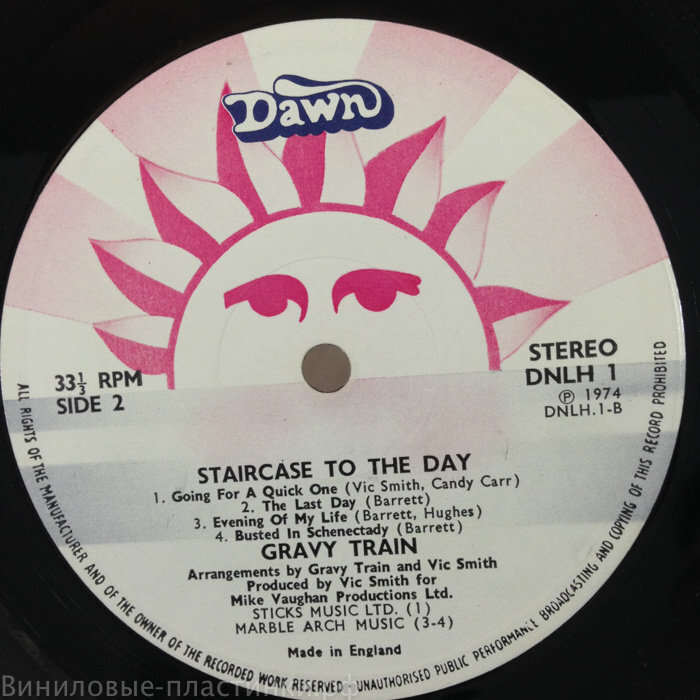 Dawn
33⅓ RPM
SIDE 2
STEREO
DNLH 1
Ⓟ 1974
DNLH.1-B
STAIRCASE TO THE DAY
1. Going For A Quick One (Vic Smith, Candy Carr)
2. The Last Day (Barrett)
3. Evening Of My Life (Barrett, Hughes)
4. Busted In Schenectady (Barrett)
GRAVY TRAIN
Arrangements by Gravy Train and Vic Smith
Produced by Vic Smith for
Mike Vaughan Productions Ltd.
STICKS MUSIC LTD. (1)
MARBLE ARCH MUSIC (3-4)
Made in England
ALL RIGHTS OF THE MANUFACTURER AND OF THE OWNER OF THE RECORDED WORK RESERVED — UNAUTHORISED PUBLIC PERFORMANCE BROADCASTING AND COPYING OF THIS RECORD PROHIBITED